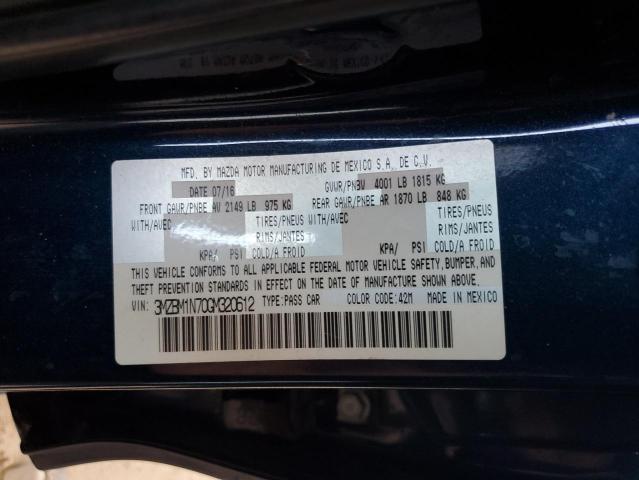 MFD. BY MAZDA MOTOR MANUFACTURING DE MEXICO S.A. DE C.V.
DATE 07/16 GVWR/PNBV 4001 LB 1815 KG
FRONT GAWR/PNBE AV 2149 LB 975 KG REAR GAWR/PNBE AR 1870 LB 848 KG
WITH/AVEC TIRES/PNEUS WITH/AVEC TIRES/PNEUS
RIMS/JANTES RIMS/JANTES
KPA/ PSI COLD/A FROID KPA/ PSI COLD/A FROID
THIS VEHICLE CONFORMS TO ALL APPLICABLE FEDERAL MOTOR VEHICLE SAFETY, BUMPER, AND
THEFT PREVENTION STANDARDS IN EFFECT ON THE DATE OF MANUFACTURE SHOWN ABOVE.
VIN: 3MZBM1N70GM320612 TYPE:PASS CAR COLOR CODE:42M MADE IN MEXICO